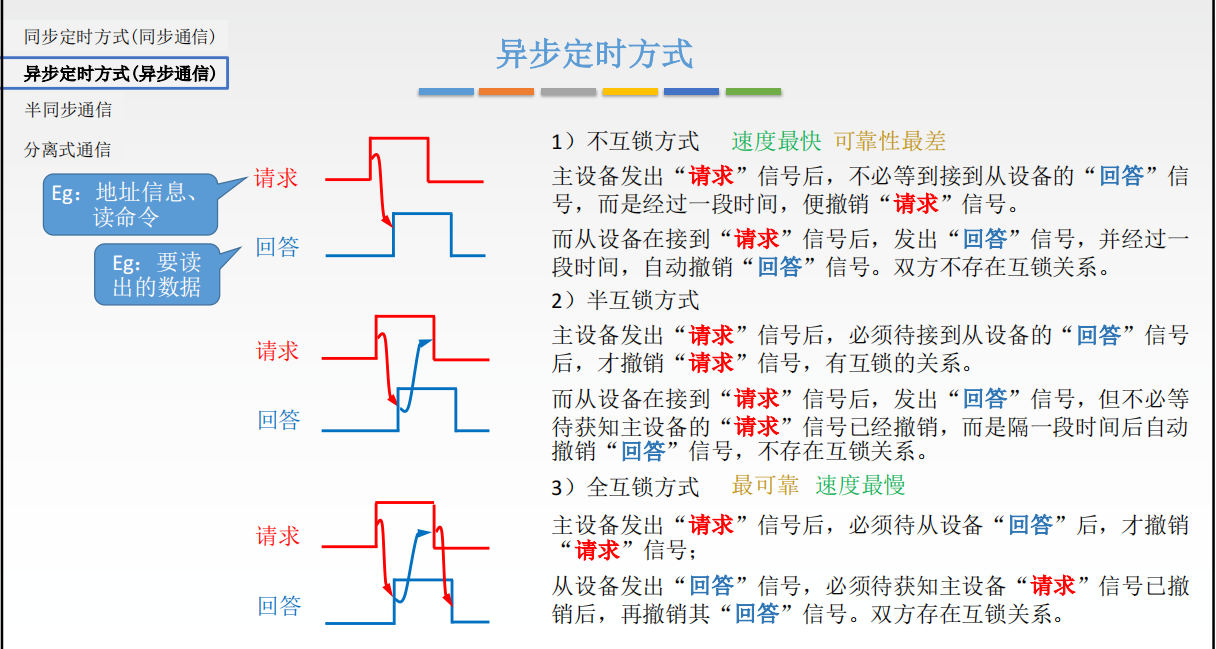 同步定时方式(同步通信)
异步定时方式(异步通信)
半同步通信
分离式通信
异步定时方式
请求
Eg：地址信息、
读命令
回答
Eg：要读
出的数据
请求
回答
请求
回答
1）不互锁方式 速度最快 可靠性最差
主设备发出“请求”信号后，不必等到接到从设备的“回答”信
号，而是经过一段时间，便撤销“请求”信号。
而从设备在接到“请求”信号后，发出“回答”信号，并经过一
段时间，自动撤销“回答”信号。双方不存在互锁关系。
2）半互锁方式
主设备发出“请求”信号后，必须待接到从设备的“回答”信号
后，才撤销“请求”信号，有互锁的关系。
而从设备在接到“请求”信号后，发出“回答”信号，但不必等
待获知主设备的“请求”信号已经撤销，而是隔一段时间后自动
撤销“回答”信号，不存在互锁关系。
3）全互锁方式 最可靠 速度最慢
主设备发出“请求”信号后，必须待从设备“回答”后，才撤销
“请求”信号；
从设备发出“回答”信号，必须待获知主设备“请求”信号已撤
销后，再撤销其“回答”信号。双方存在互锁关系。